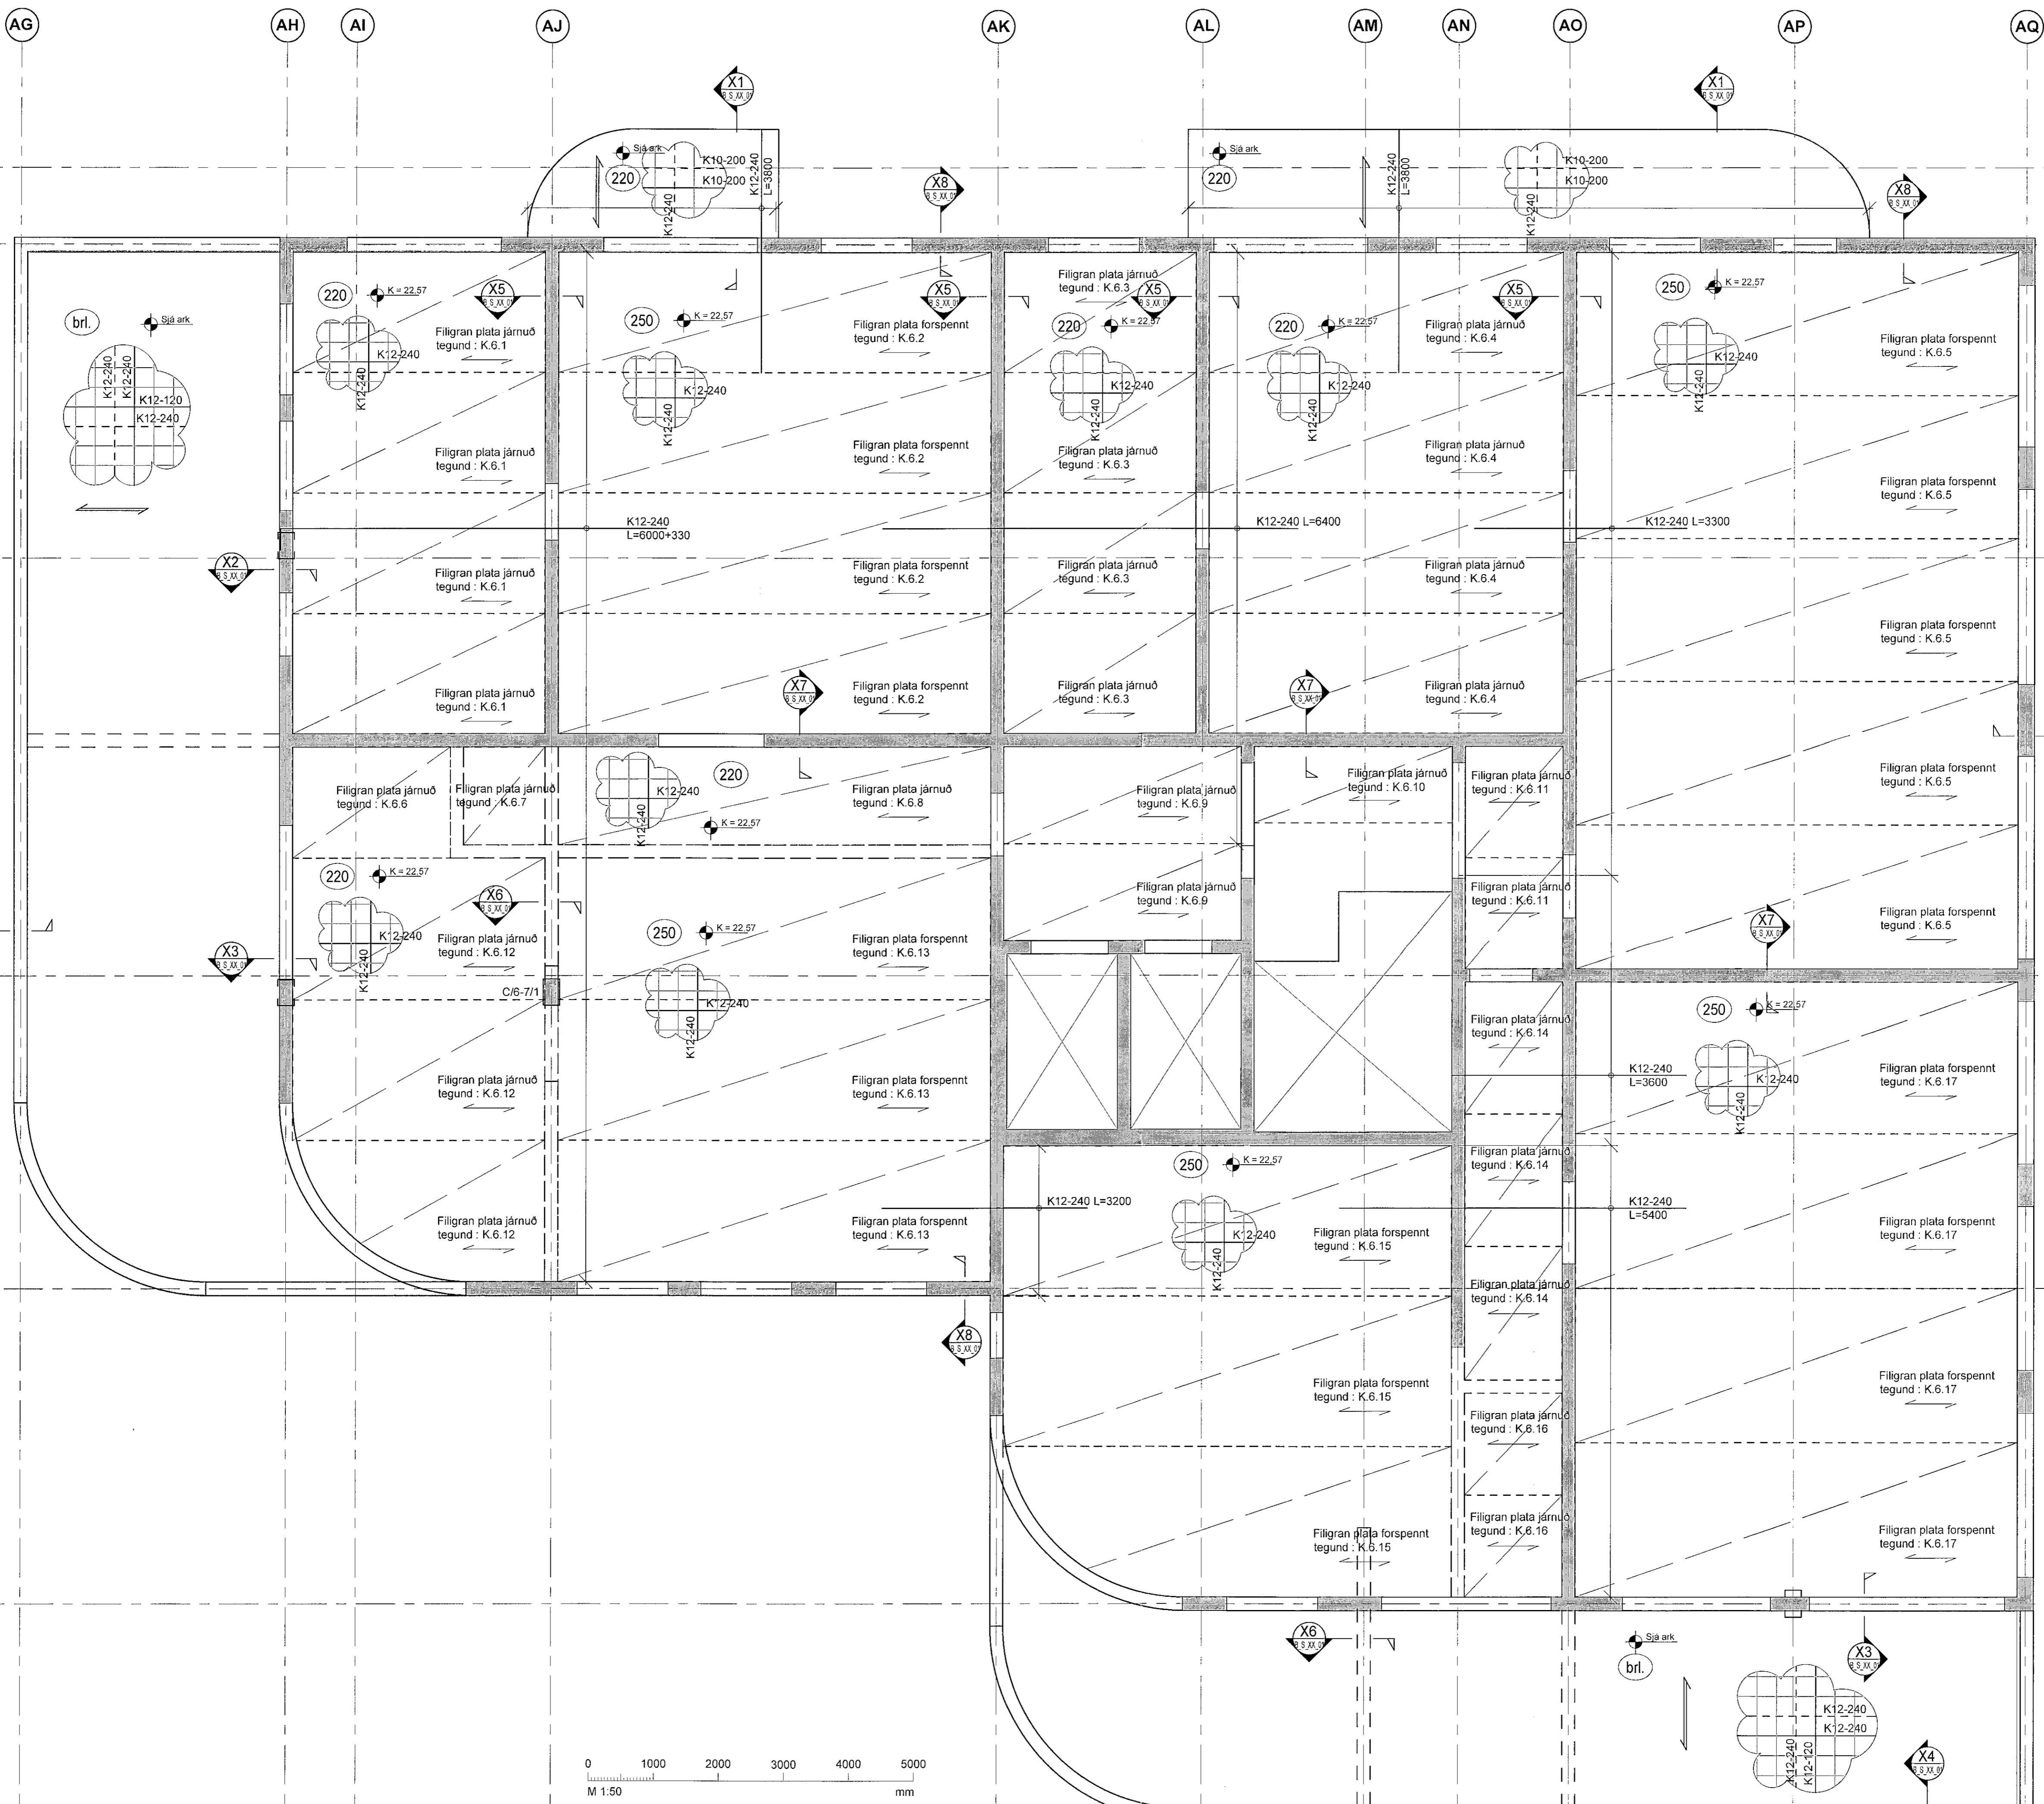 AG AH AI AJ AK AL AM AN AO AP AQ
X1
B_S_XX_01
X1
B_S_XX_01
Sjá ark
220
K10-200
K10-200
K12-240
K12-240
L=3800
X8
B_S_XX_01
Sjá ark
220
K12-240
L=3800
K10-200
K10-200
K12-240
X8
B_S_XX_01
brl.
Sjá ark
K12-240
K12-240
K12-120
K12-240
220
K = 22,57
K12-240
K12-240
X5
B_S_XX_01
Filigran plata járnuð
tegund : K.6.1
250
K = 22,57
K12-240
K12-240
Filigran plata forspennt
tegund : K.6.2
X5
B_S_XX_01
Filigran plata járnuð
tegund : K.6.3
X5
B_S_XX_01
220
K = 22,57
K12-240
K12-240
220
K = 22,57
K12-240
K12-240
X5
B_S_XX_01
Filigran plata járnuð
tegund : K.6.4
250
K = 22,57
K12-240
K12-240
Filigran plata forspennt
tegund : K.6.5
Filigran plata járnuð
tegund : K.6.1
Filigran plata forspennt
tegund : K.6.2
Filigran plata járnuð
tegund : K.6.3
Filigran plata járnuð
tegund : K.6.4
Filigran plata forspennt
tegund : K.6.5
K12-240
L=6000+330
K12-240 L=6400
K12-240 L=3300
X2
B_S_XX_01
Filigran plata járnuð
tegund : K.6.1
Filigran plata forspennt
tegund : K.6.2
Filigran plata járnuð
tegund : K.6.3
Filigran plata járnuð
tegund : K.6.4
Filigran plata forspennt
tegund : K.6.5
Filigran plata járnuð
tegund : K.6.1
X7
B_S_XX_01
Filigran plata forspennt
tegund : K.6.2
Filigran plata járnuð
tegund : K.6.3
X7
B_S_XX_01
Filigran plata járnuð
tegund : K.6.4
Filigran plata járnuð
tegund : K.6.6
Filigran plata járnuð
tegund : K.6.7
K12-240
K12-240
220
K = 22,57
Filigran plata járnuð
tegund : K.6.8
Filigran plata járnuð
tegund : K.6.9
Filigran plata járnuð
tegund : K.6.10
Filigran plata járnuð
tegund : K.6.11
Filigran plata forspennt
tegund : K.6.5
220
K = 22,57
K12-240
K12-240
X6
B_S_XX_01
Filigran plata járnuð
tegund : K.6.12
250
K = 22,57
K12-240
K12-240
Filigran plata forspennt
tegund : K.6.13
Filigran plata járnuð
tegund : K.6.9
Filigran plata járnuð
tegund : K.6.11
X7
B_S_XX_01
Filigran plata forspennt
tegund : K.6.5
X3
B_S_XX_01
C/6-7/1
Filigran plata járnuð
tegund : K.6.14
250
K = 22,57
K12-240
K12-240
K12-240
L=3600
Filigran plata forspennt
tegund : K.6.17
Filigran plata járnuð
tegund : K.6.12
Filigran plata forspennt
tegund : K.6.13
250
K = 22,57
Filigran plata járnuð
tegund : K.6.14
K12-240 L=3200
K12-240
L=5400
Filigran plata járnuð
tegund : K.6.12
Filigran plata forspennt
tegund : K.6.13
K12-240
K12-240
Filigran plata forspennt
tegund : K.6.15
Filigran plata járnuð
tegund : K.6.14
Filigran plata forspennt
tegund : K.6.17
X8
B_S_XX_01
Filigran plata forspennt
tegund : K.6.15
Filigran plata járnuð
tegund : K.6.16
Filigran plata forspennt
tegund : K.6.17
Filigran plata forspennt
tegund : K.6.15
Filigran plata járnuð
tegund : K.6.16
Filigran plata forspennt
tegund : K.6.17
X6
B_S_XX_01
Sjá ark
brl.
X3
B_S_XX_01
K12-240
K12-240
K12-240
K12-120
X4
B_S_XX_01
0 1000 2000 3000 4000 5000
M 1:50 mm